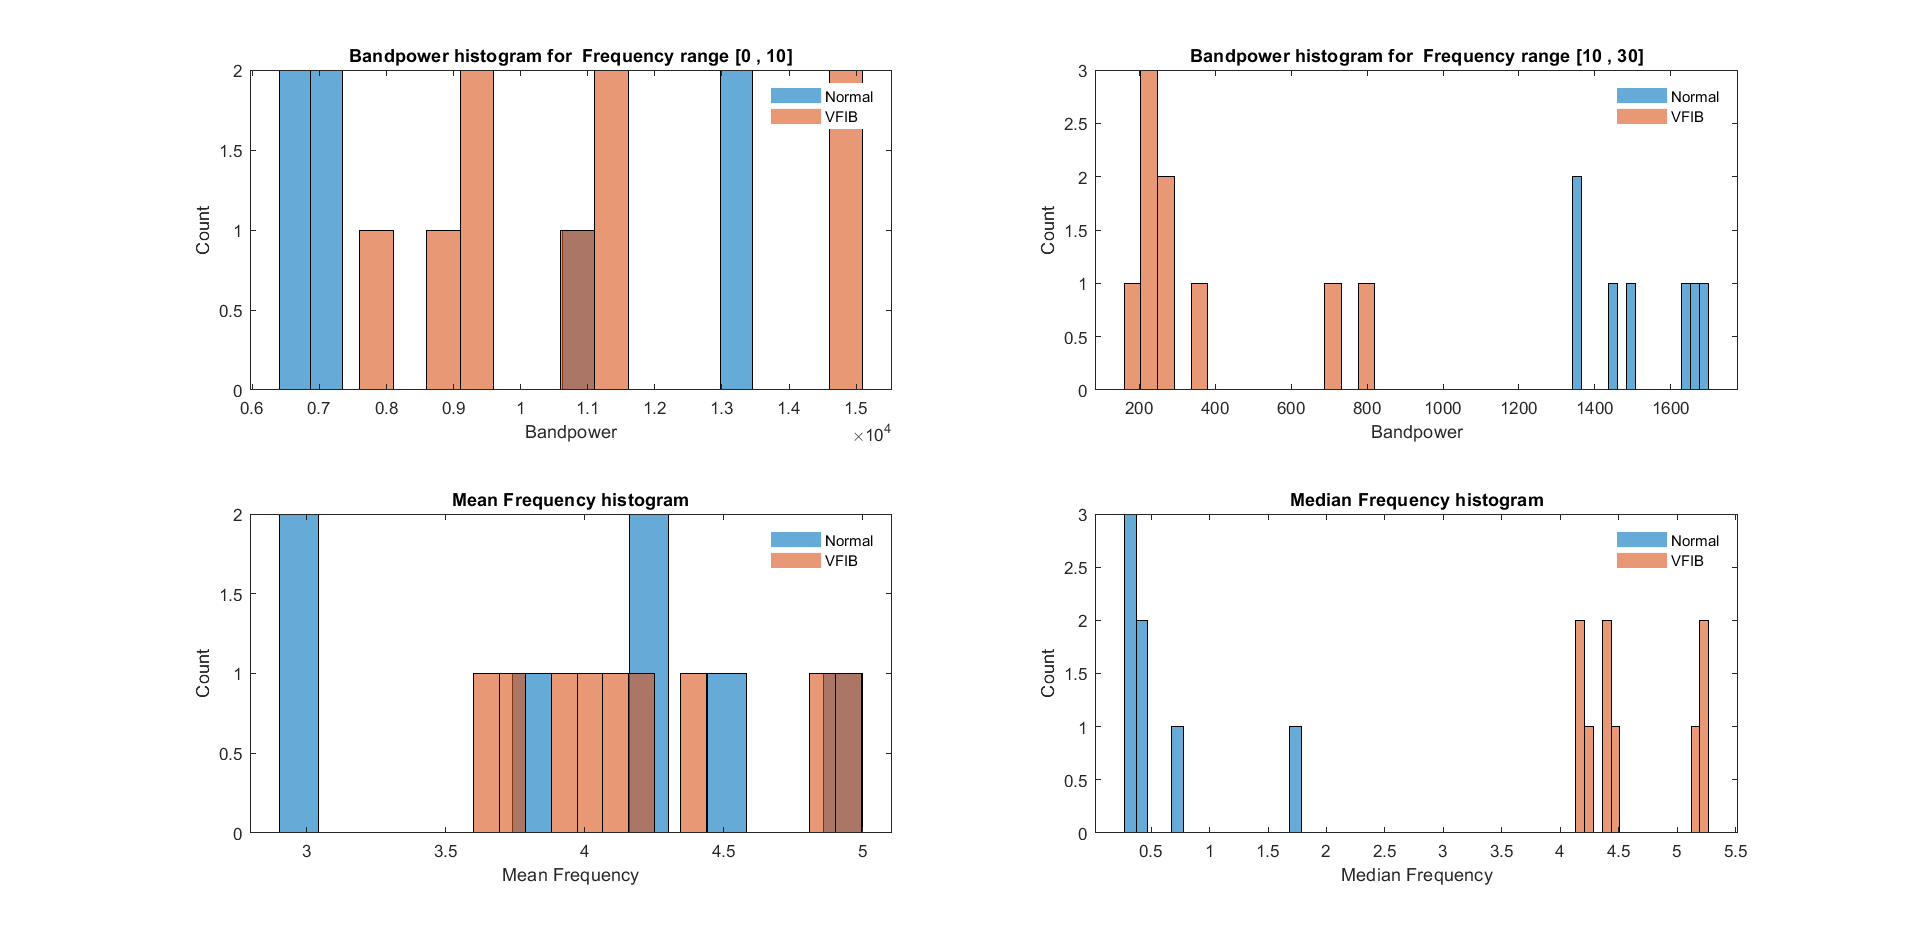 Bandpower histogram for  Frequency range [0 , 10]
2
1.5
1
0.5
0
Count
Normal
VFIB
0.6 0.7 0.8 0.9 1 1.1 1.2 1.3 1.4 1.5
Bandpower
×10^4
Bandpower histogram for  Frequency range [10 , 30]
3
2.5
2
1.5
1
0.5
0
Count
Normal
VFIB
200 400 600 800 1000 1200 1400 1600
Bandpower
Mean Frequency histogram
2
1.5
1
0.5
0
Count
Normal
VFIB
3 3.5 4 4.5 5
Mean Frequency
Median Frequency histogram
3
2.5
2
1.5
1
0.5
0
Count
Normal
VFIB
0.5 1 1.5 2 2.5 3 3.5 4 4.5 5 5.5
Median Frequency